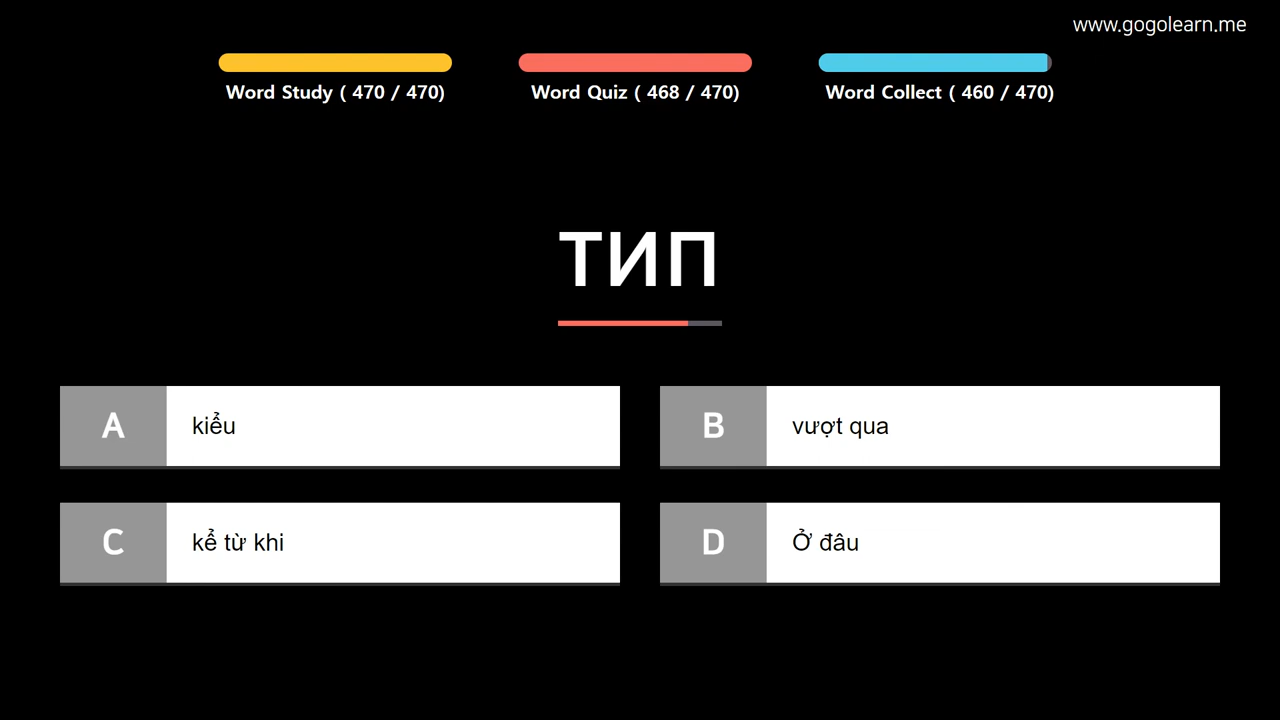 www.gogolearn.me
Word Study ( 470 / 470)
Word Quiz ( 468 / 470)
Word Collect ( 460 / 470)
тип
A
kiểu
B
vượt qua
C
kể từ khi
D
Ở đâu